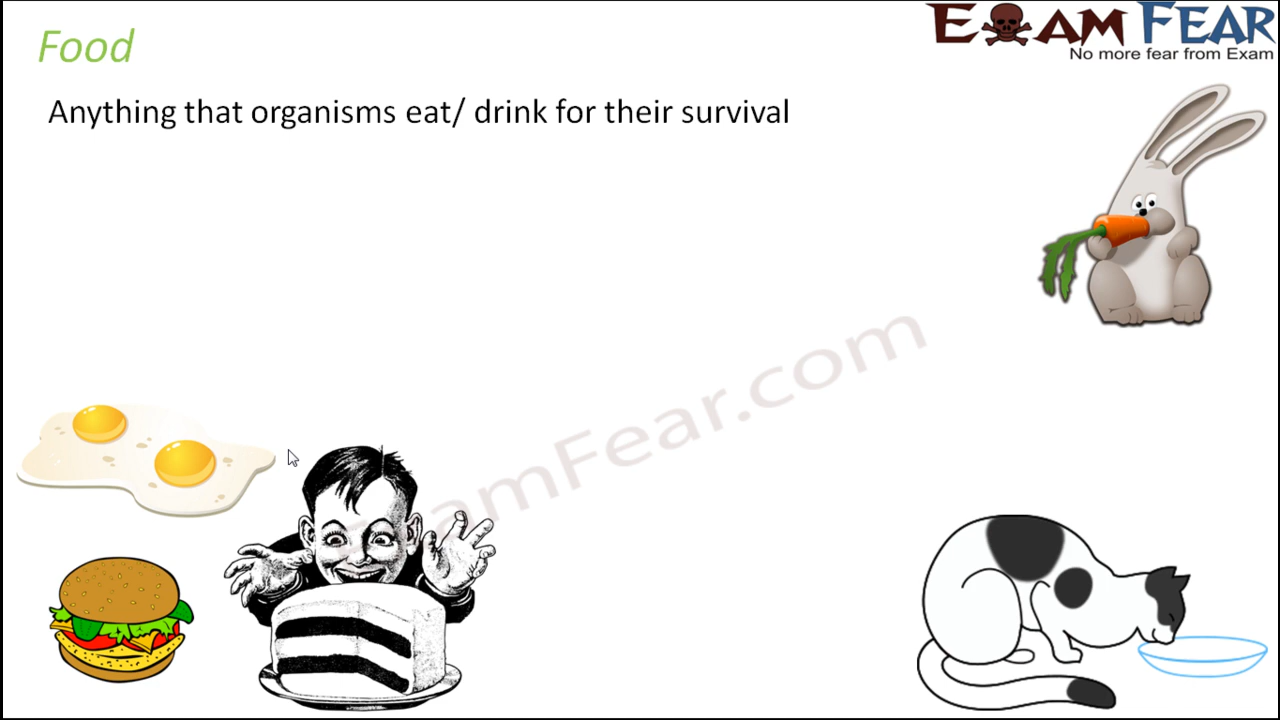 Food
EXAM FEAR
No more fear from Exam
Anything that organisms eat/ drink for their survival
ExamFear.com